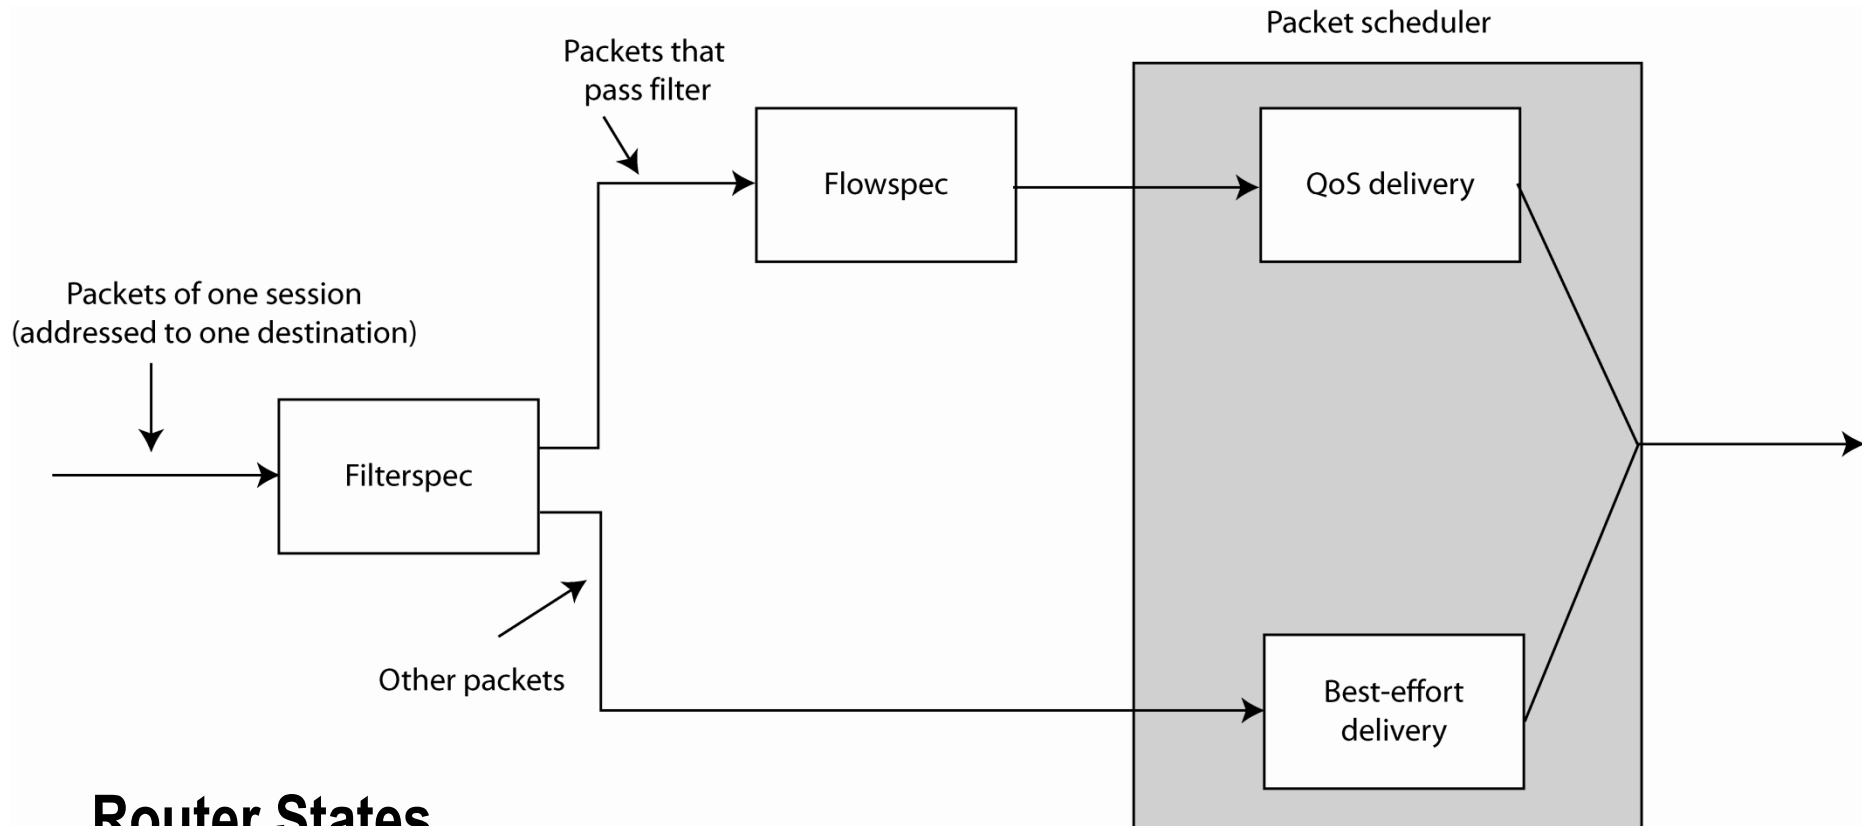 Packet scheduler
Packets that
pass filter
Flowspec
QoS delivery
Packets of one session
(addressed to one destination)
Filterspec
Other packets
Best-effort
delivery
Router States